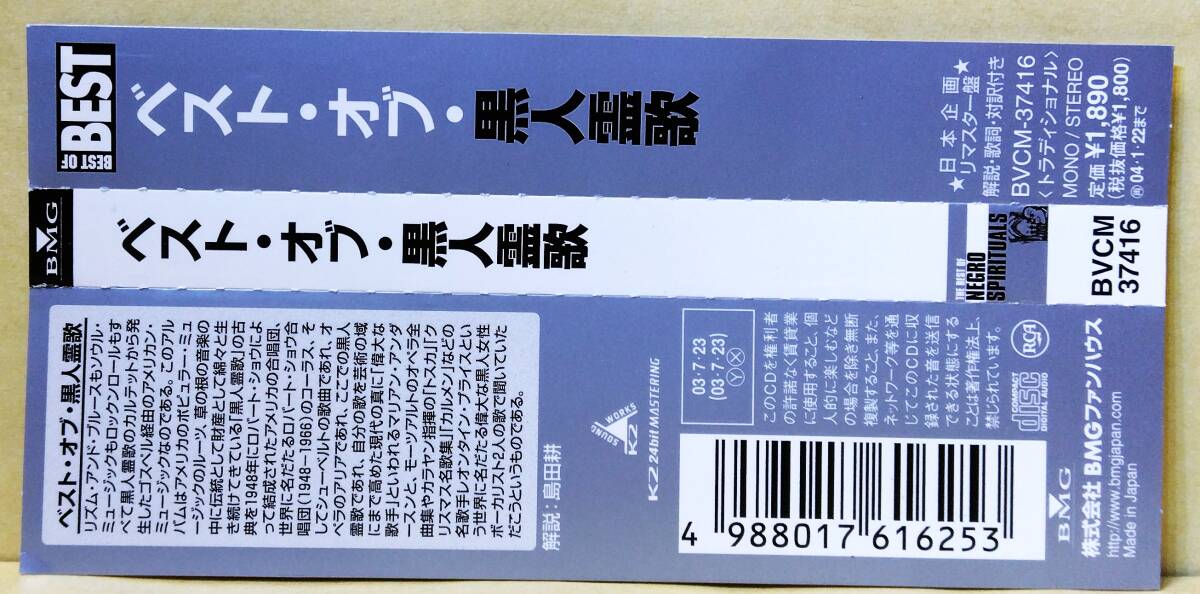 BEST OF
BEST
ベスト・オブ・黒人霊歌
★日本企画★
リマスター盤
解説・歌詞・対訳付き
BVCM-37416
〈トラディショナル〉
MONO / STEREO
定価¥1,890
(税抜価格¥1,800)
04・1・22まで
BMG
ベスト・オブ・黒人霊歌
THE BEST OF
NEGRO
SPIRITUALS
BVCM
37416
ベスト・オブ・黒人霊歌
リズム・アンド・ブルースもソウル・
ミュージックもロックンロールもす
べて黒人霊歌のカルテットから発
生したゴスペル経由のアメリカン・
ミュージックなのである。このアル
バムはアメリカのポピュラー・ミュ
ージックのルーツ、草の根の音楽の
中に伝統として財産として綿々と生
き続けてきている「黒人霊歌」の古
典を1948年にロバート・ショウによ
って結成されたアメリカの合唱団、
世界に名だたるロバート・ショウ合
唱団(1948-1966)のコーラス、そ
してシューベルトの歌曲であれ、オ
ペラのアリアであれ、ここでの黒人
霊歌であれ、自分の歌を芸術の域
にまで高めた現代の真に「偉大な
歌手」といわれるマリアン・アンダ
ースンと、モーツアルトのオペラ全
曲集やカラヤン指揮の「トスカ」「ク
リスマス名歌集」「カルメン」などの
名歌手レオンタイン・プライスとい
う世界に名だたる偉大な黒人女性
ボーカリスト2人の歌で聞いていた
だこうというものである。
解説：島田耕
SOUND WORKS
K2
K2 24bit MASTERING
03・7・23
(03・7・23)
Ⓧ
Ⓨ
このCDを権利者
の許諾なく賃貸業
に使用すること、個
人的に楽しむなど
の場合を除き無断
複製すること、また、
ネットワーク等を通
じてこのCDに収
録された音を送信
できる状態にする
ことは著作権法上、
禁じられています。
COMPACT
disc
DIGITAL AUDIO
RCA
4 988017 616253
BMG
株式会社 BMGファンハウス
http://www.bmgjapan.com
Made in Japan